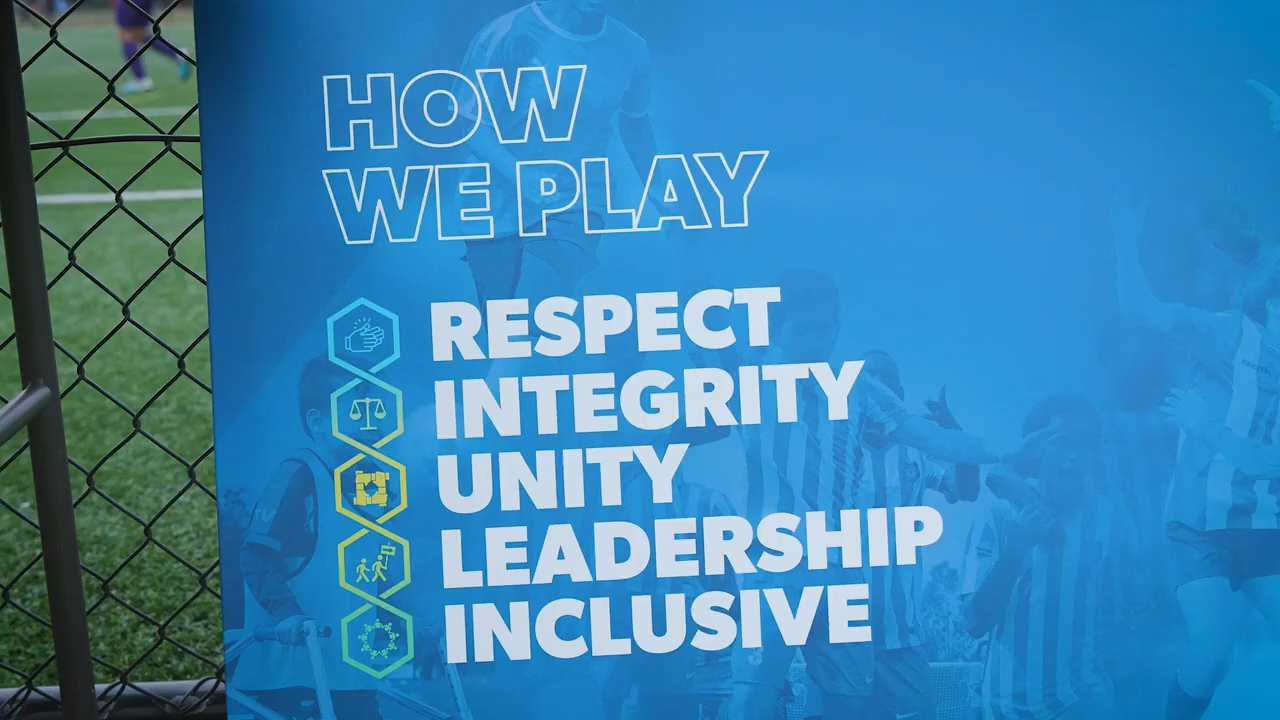 HOW
WE PLAY
RESPECT
INTEGRITY
UNITY
LEADERSHIP
INCLUSIVE